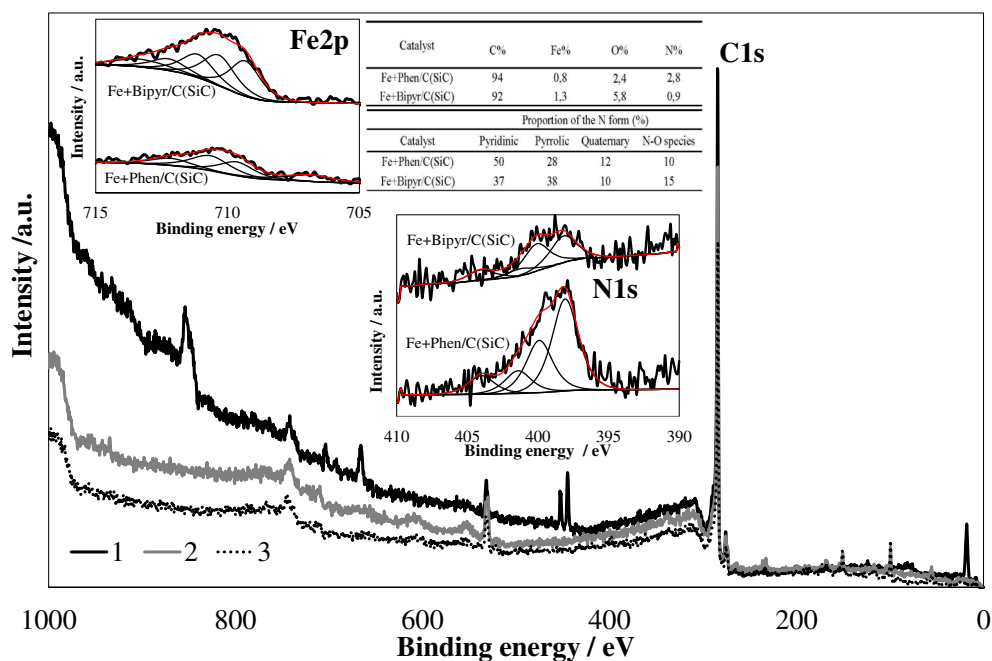 Fe2p
Intensity / a.u.
Fe+Bipyr/C(SiC)
Fe+Phen/C(SiC)
715 710 705
Binding energy / eV
Catalyst C% Fe% O% N%
Fe+Phen/C(SiC) 94 0,8 2,4 2,8
Fe+Bipyr/C(SiC) 92 1,3 5,8 0,9
Proportion of the N form (%)
Catalyst Pyridinic Pyrrolic Quaternary N-O species
Fe+Phen/C(SiC) 50 28 12 10
Fe+Bipyr/C(SiC) 37 38 10 15
C1s
Fe+Bipyr/C(SiC)
N1s
Intensity / a.u.
Fe+Phen/C(SiC)
410 405 400 395 390
Binding energy / eV
Intensity /a.u.
1 2 3
1000 800 600 400 200 0
Binding energy / eV